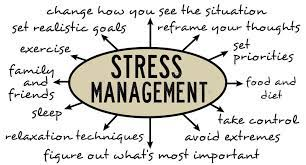 change how you see the situation
set realistic goals
reframe your thoughts
exercise
set
priorities
family
and
friends
STRESS
MANAGEMENT
food and
diet
sleep
take control
relaxation techniques
avoid extremes
figure out what's most important